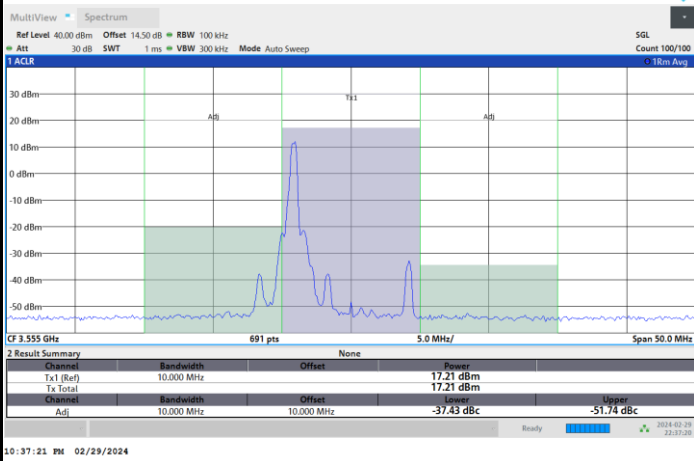 MultiView Spectrum
Ref Level 40.00 dBm Offset 14.50 dB RBW 100 kHz SGL
Att 30 dB SWT 1 ms VBW 300 kHz Mode Auto Sweep Count 100/100
1 ACLR 1Rm Avg
30 dBm
Tx1
20 dBm
Adj Adj
10 dBm
0 dBm
-10 dBm
-20 dBm
-30 dBm
-40 dBm
-50 dBm
CF 3.555 GHz 691 pts 5.0 MHz/ Span 50.0 MHz
2 Result Summary None
Channel Bandwidth Offset Power
Tx1 (Ref) 10.000 MHz 17.21 dBm
Tx Total 17.21 dBm
Channel Bandwidth Offset Lower Upper
Adj 10.000 MHz 10.000 MHz -37.43 dBc -51.74 dBc
Ready 2024-02-29
22:37:20
10:37:21 PM 02/29/2024